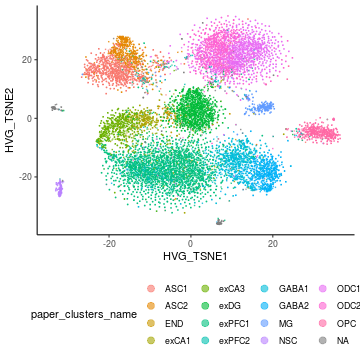 20
0
-20
HVG_TSNE2
-20
0
20
HVG_TSNE1
paper_clusters_name
ASC1
ASC2
END
exCA1
exCA3
exDG
exPFC1
exPFC2
GABA1
GABA2
MG
NSC
ODC1
ODC2
OPC
NA